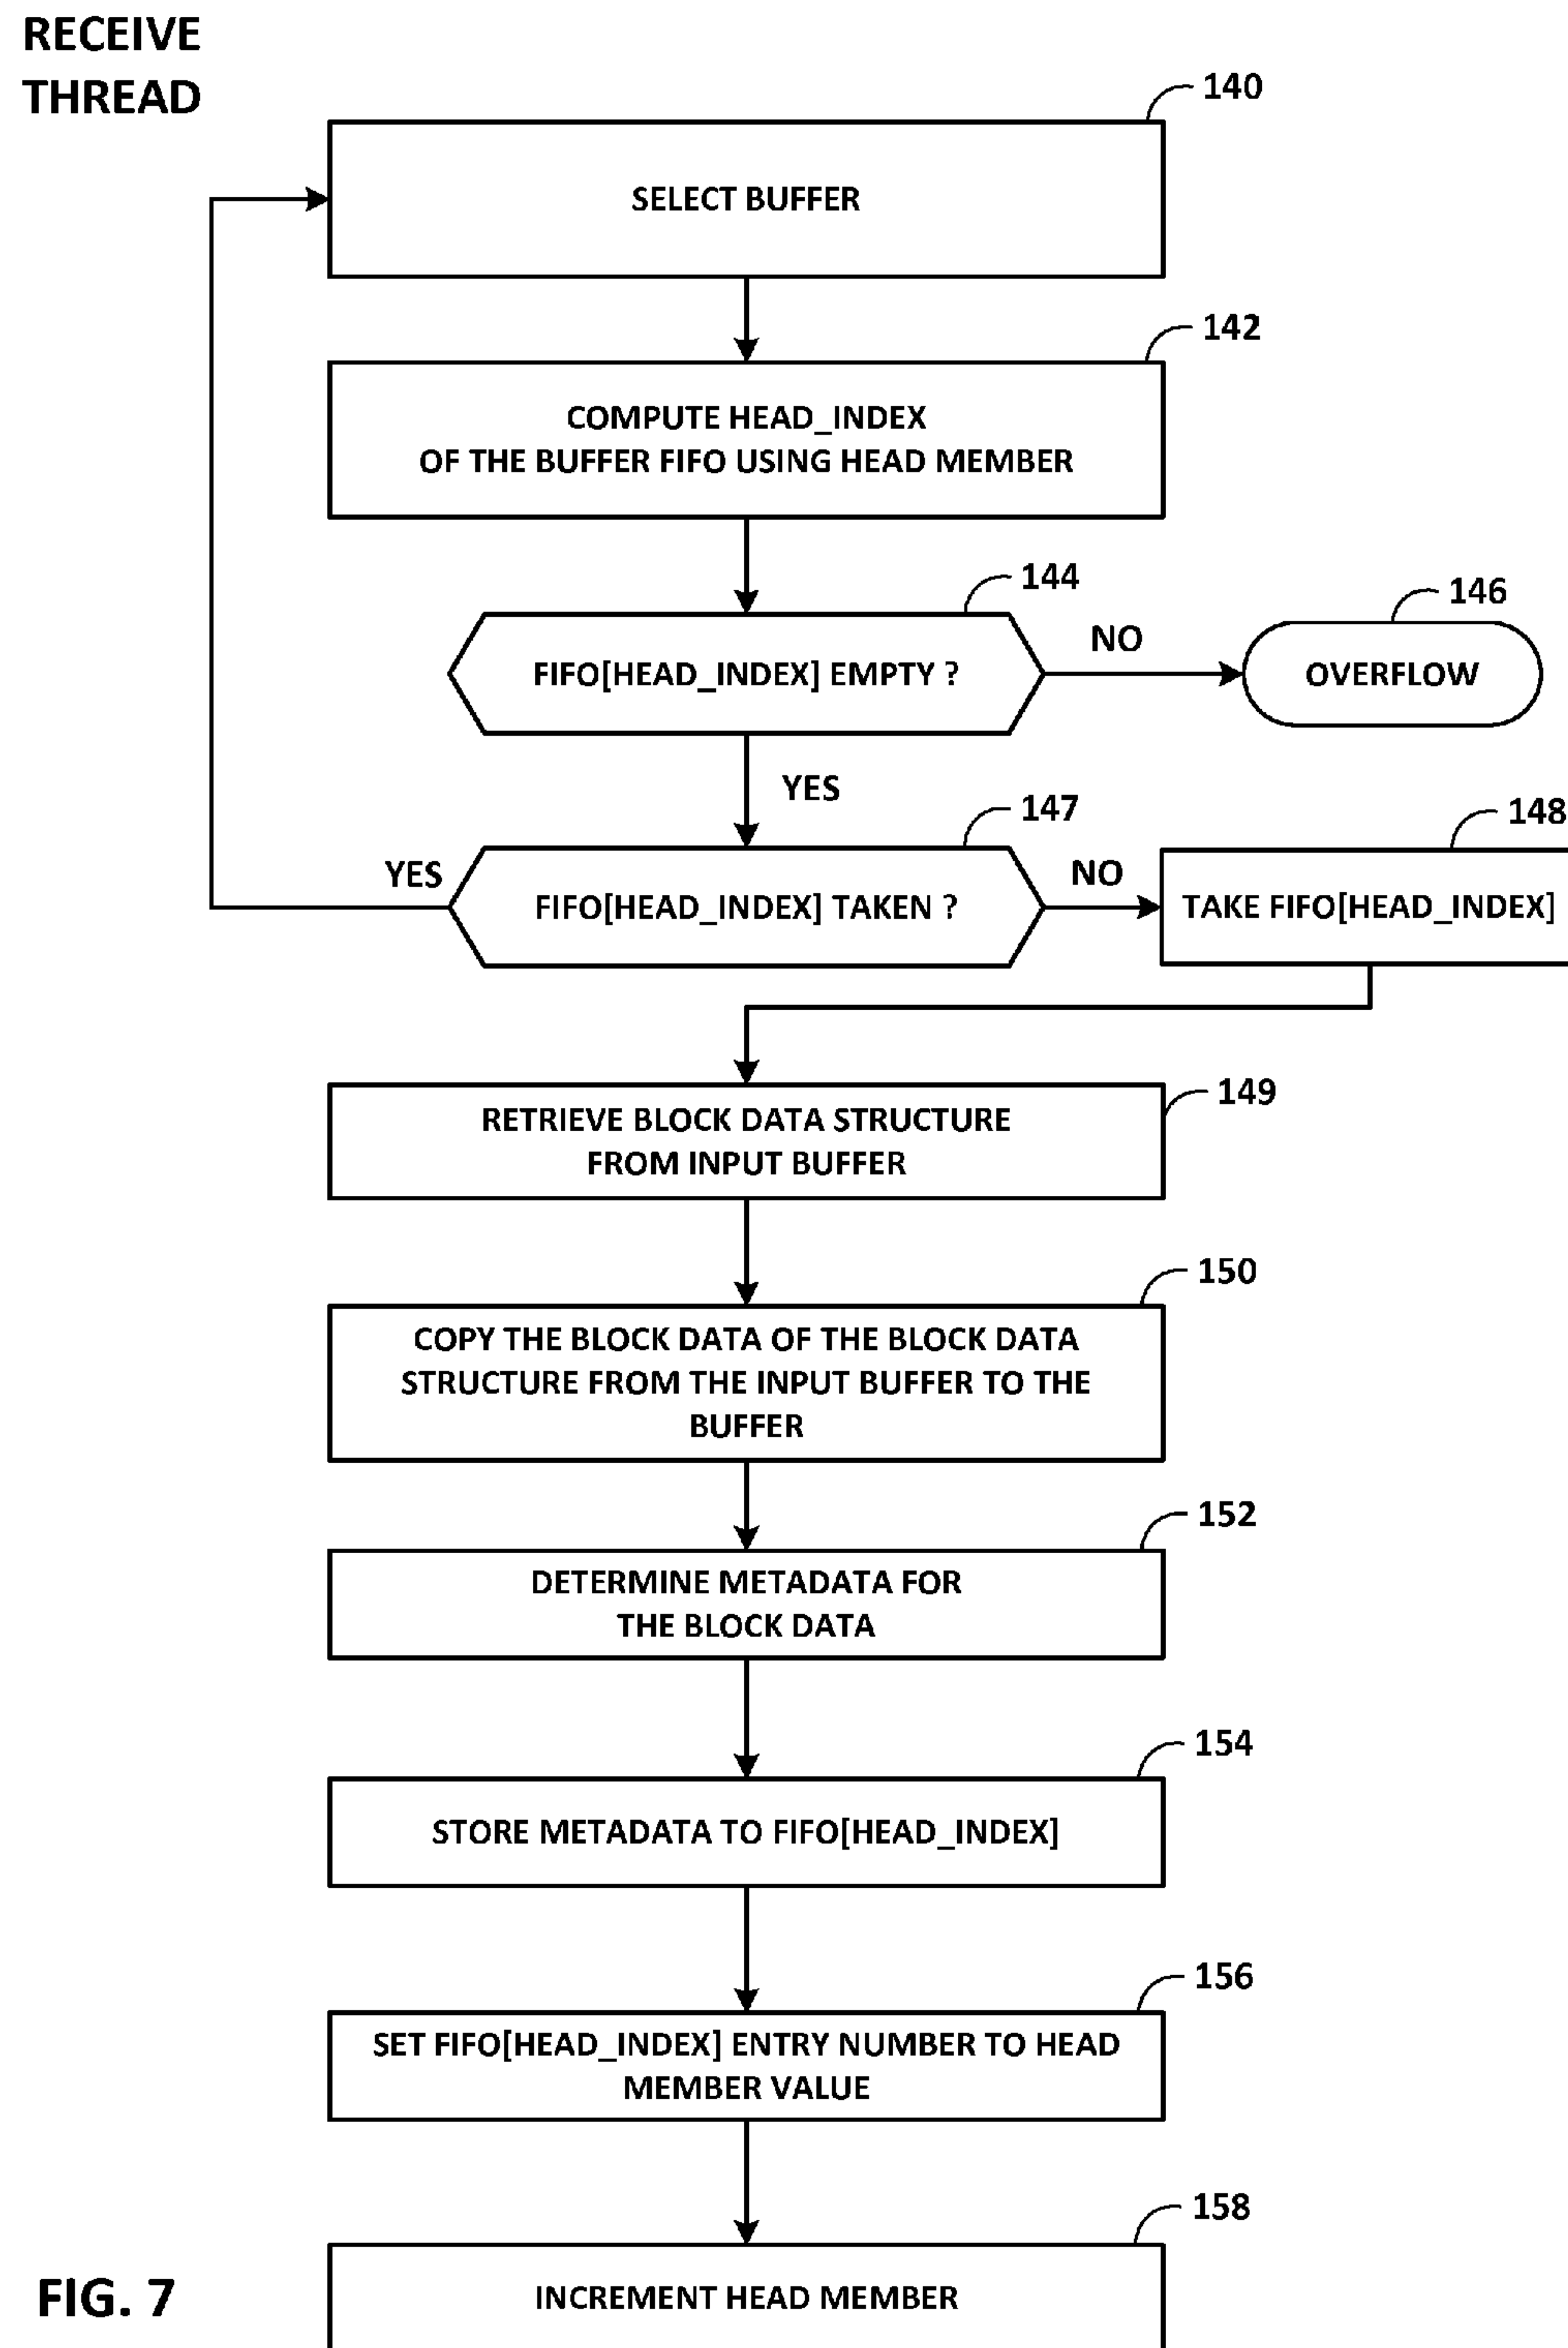 RECEIVE
THREAD
140
SELECT BUFFER
142
COMPUTE HEAD_INDEX
OF THE BUFFER FIFO USING HEAD MEMBER
144
FIFO[HEAD_INDEX] EMPTY ?
NO
146
OVERFLOW
YES
147
FIFO[HEAD_INDEX] TAKEN ?
YES
NO
148
TAKE FIFO[HEAD_INDEX]
149
RETRIEVE BLOCK DATA STRUCTURE
FROM INPUT BUFFER
150
COPY THE BLOCK DATA OF THE BLOCK DATA
STRUCTURE FROM THE INPUT BUFFER TO THE
BUFFER
152
DETERMINE METADATA FOR
THE BLOCK DATA
154
STORE METADATA TO FIFO[HEAD_INDEX]
156
SET FIFO[HEAD_INDEX] ENTRY NUMBER TO HEAD
MEMBER VALUE
158
INCREMENT HEAD MEMBER
FIG. 7